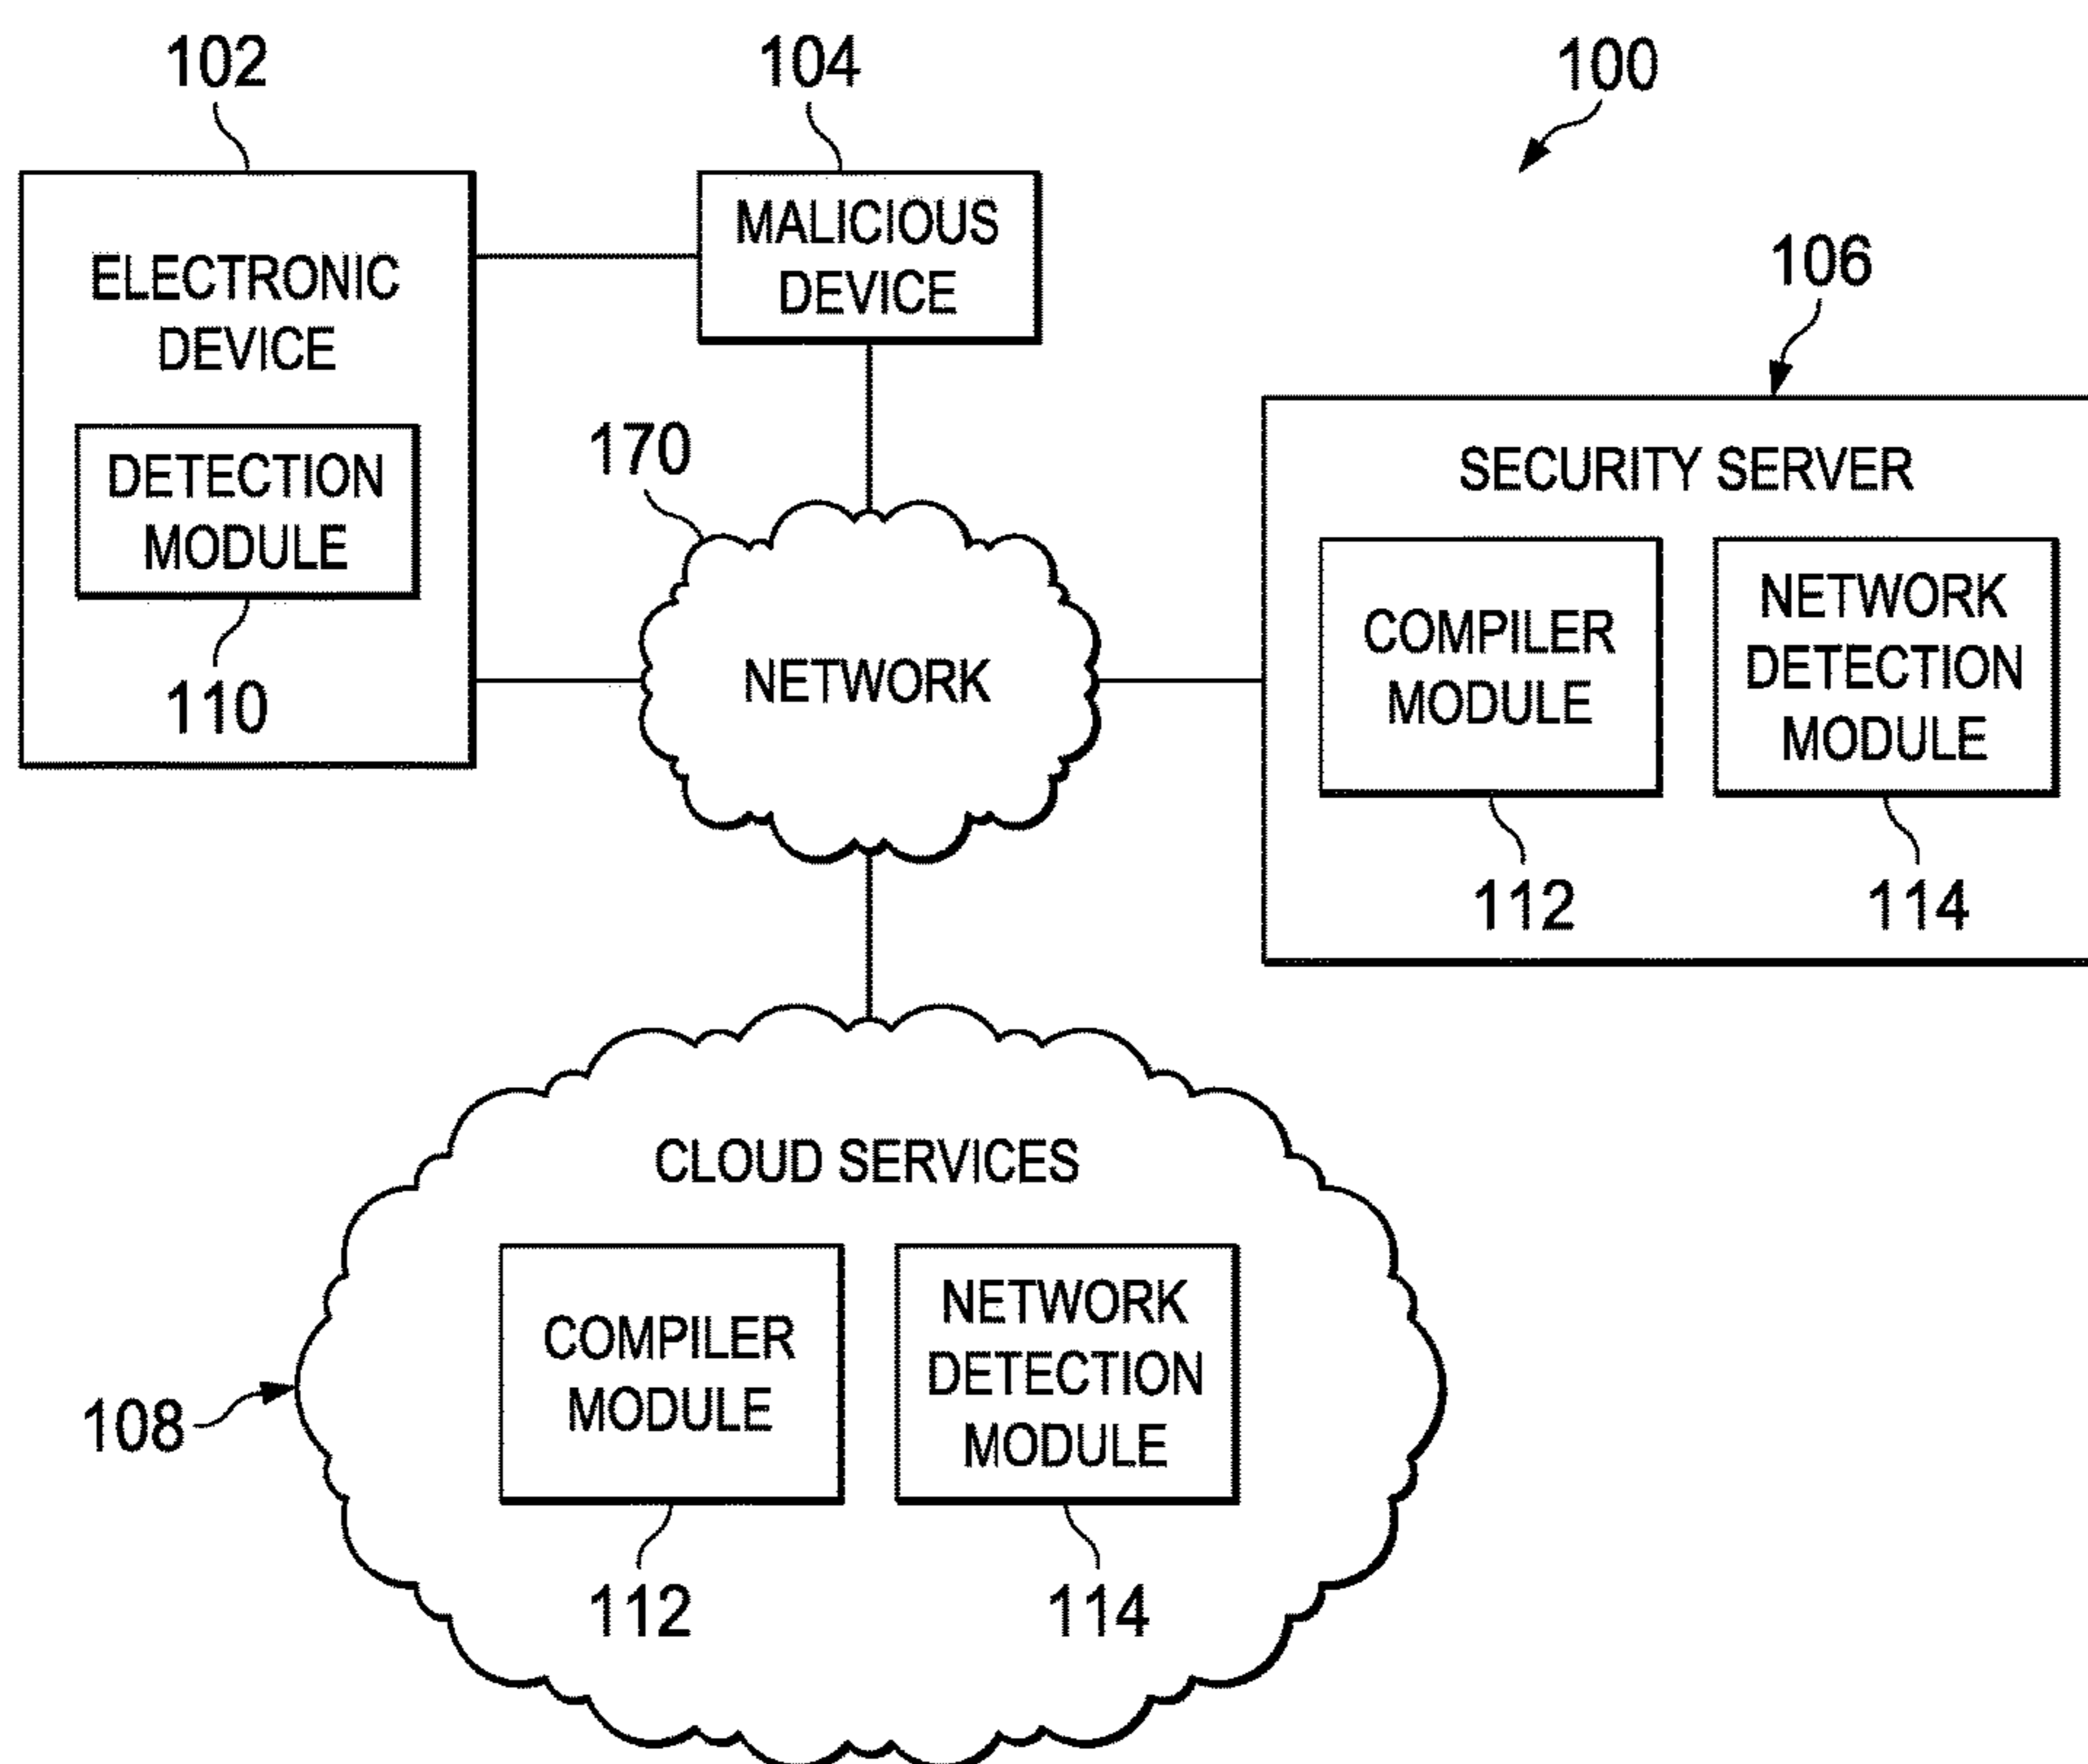 102
104
100
MALICIOUS
DEVICE
ELECTRONIC
DEVICE
106
170
DETECTION
MODULE
SECURITY SERVER
110
NETWORK
COMPILER
MODULE
NETWORK
DETECTION
MODULE
112
114
CLOUD SERVICES
COMPILER
MODULE
NETWORK
DETECTION
MODULE
108
112
114